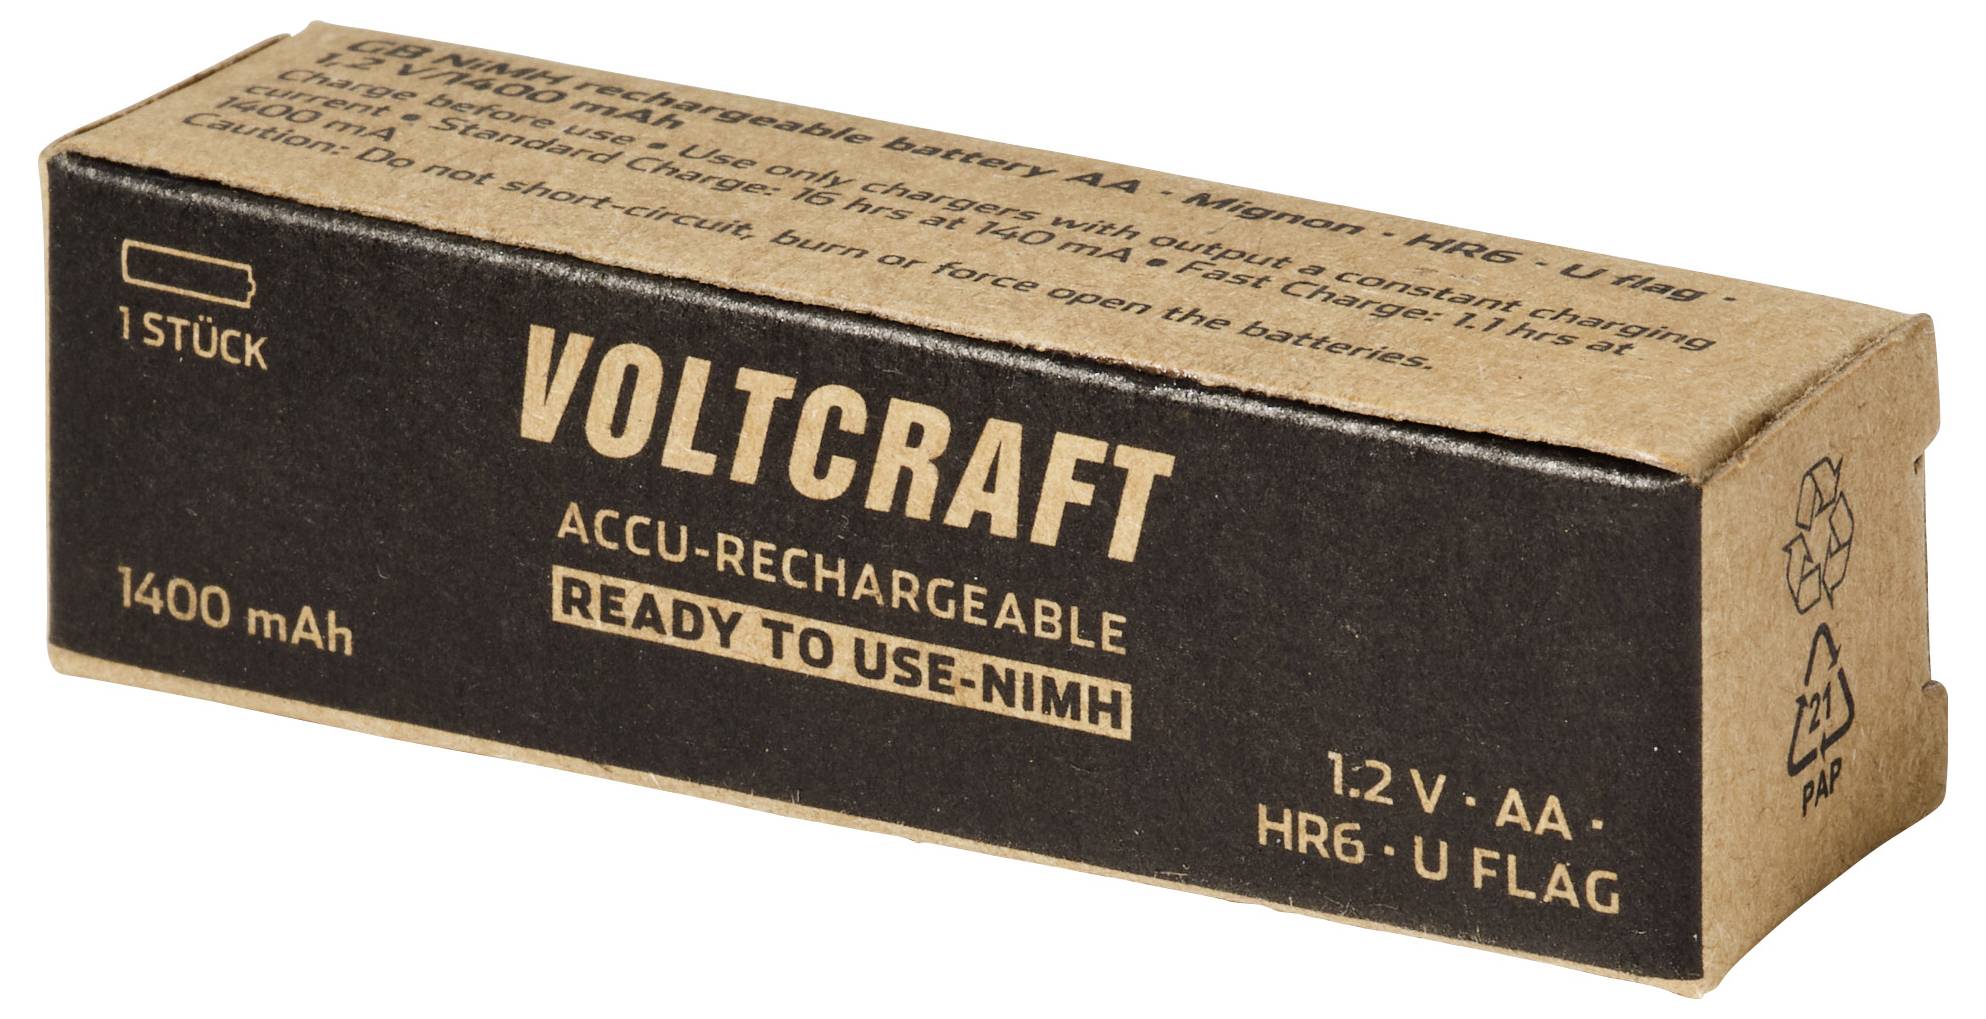 GB NiMH rechargeable battery AA · Mignon · HR6 · U flag ·
1.2 V/1400 mAh
Charge before use • Use only chargers with output a constant charging
current • Standard Charge: 16 hrs at 140 mA • Fast Charge: 1.1 hrs at
1400 mA
Caution: Do not short-circuit, burn or force open the batteries.
1 STÜCK
VOLTCRAFT
ACCU-RECHARGEABLE
READY TO USE-NIMH
1400 mAh
1.2 V · AA ·
HR6 · U FLAG
21
PAP